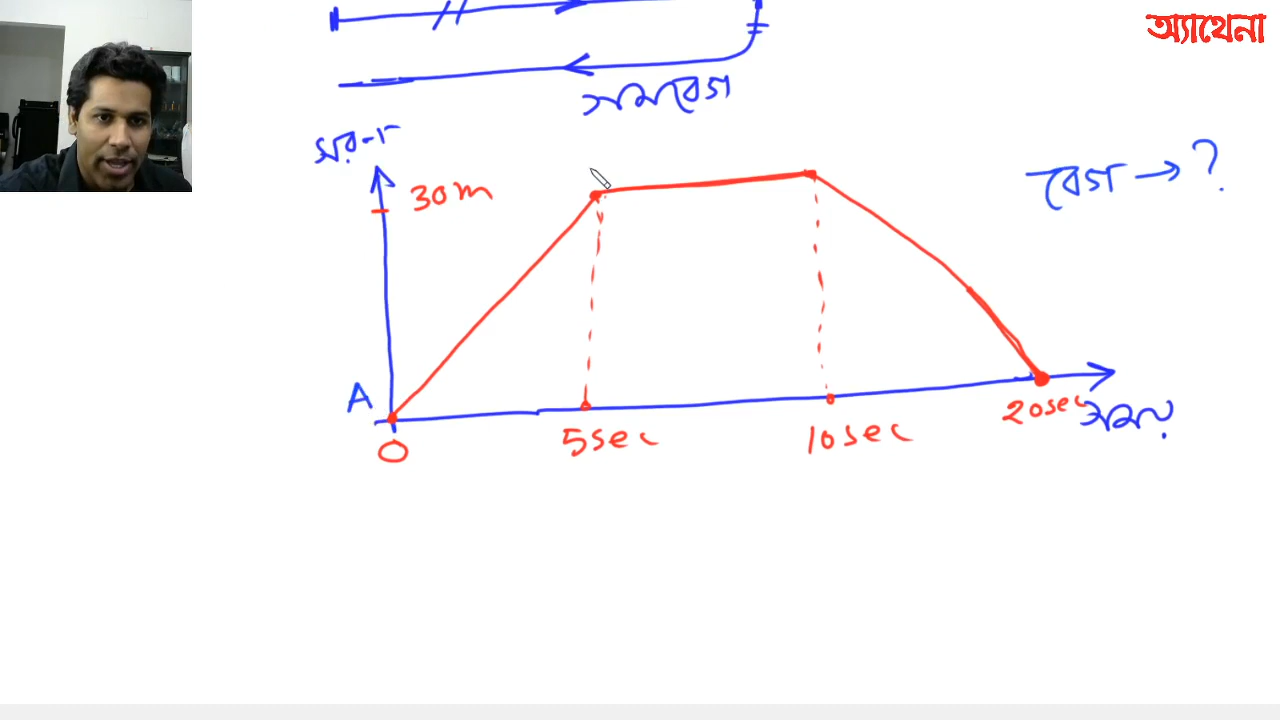 অ্যাথেনা
সমবেগ
সরণ
30m
বেগ → ?
A
0
5sec
10sec
20sec
সময়